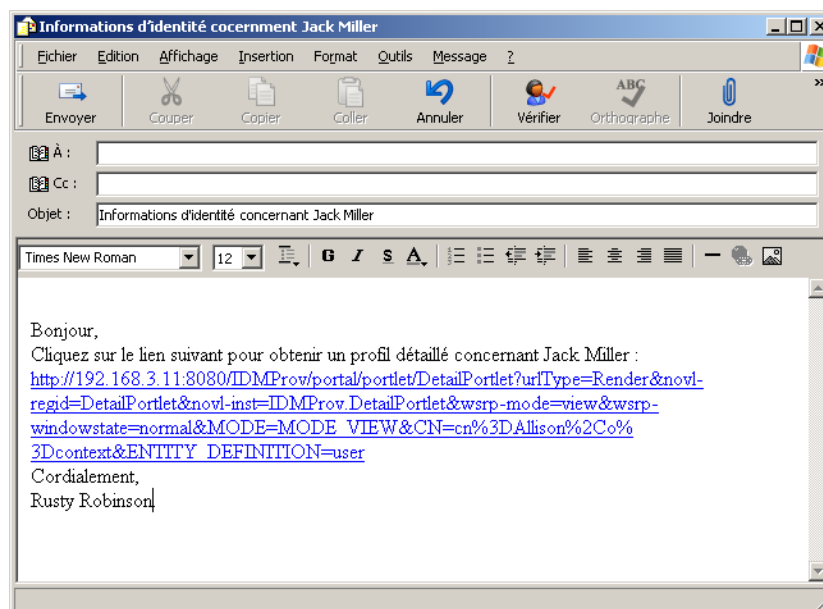 Informations d'identité cocernment Jack Miller
Fichier Edition Affichage Insertion Format Outils Message ?
Envoyer Couper Copier Coller Annuler Vérifier ABC Orthographe Joindre »
À :
Cc :
Objet : Informations d'identité concernant Jack Miller
Times New Roman 12 G I S A
Bonjour,
Cliquez sur le lien suivant pour obtenir un profil détaillé concernant Jack Miller :
http://192.168.3.11:8080/IDMProv/portal/portlet/DetailPortlet?urlType=Render&novl-
regid=DetailPortlet&novl-inst=IDMProv.DetailPortlet&wsrp-mode=view&wsrp-
windowstate=normal&MODE=MODE_VIEW&CN=cn%3DAllison%2Co%
3Dcontext&ENTITY_DEFINITION=user
Cordialement,
Rusty Robinson